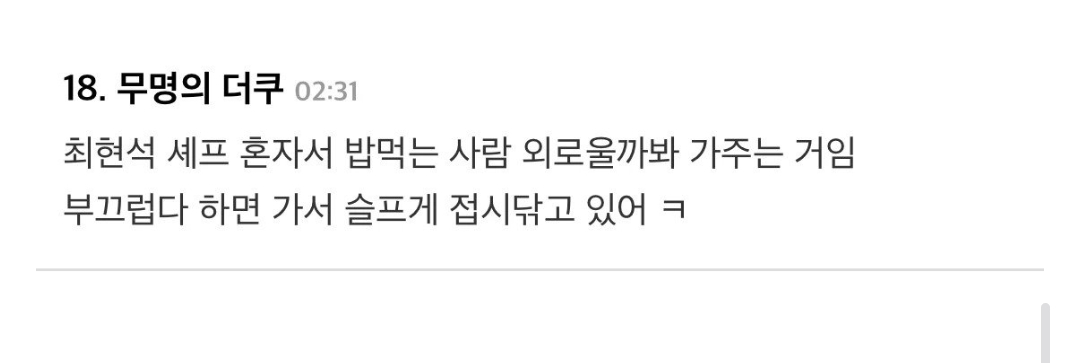 18. 무명의 더쿠 02:31
최현석 셰프 혼자서 밥먹는 사람 외로울까봐 가주는 거임
부끄럽다 하면 가서 슬프게 접시닦고 있어 ㅋ